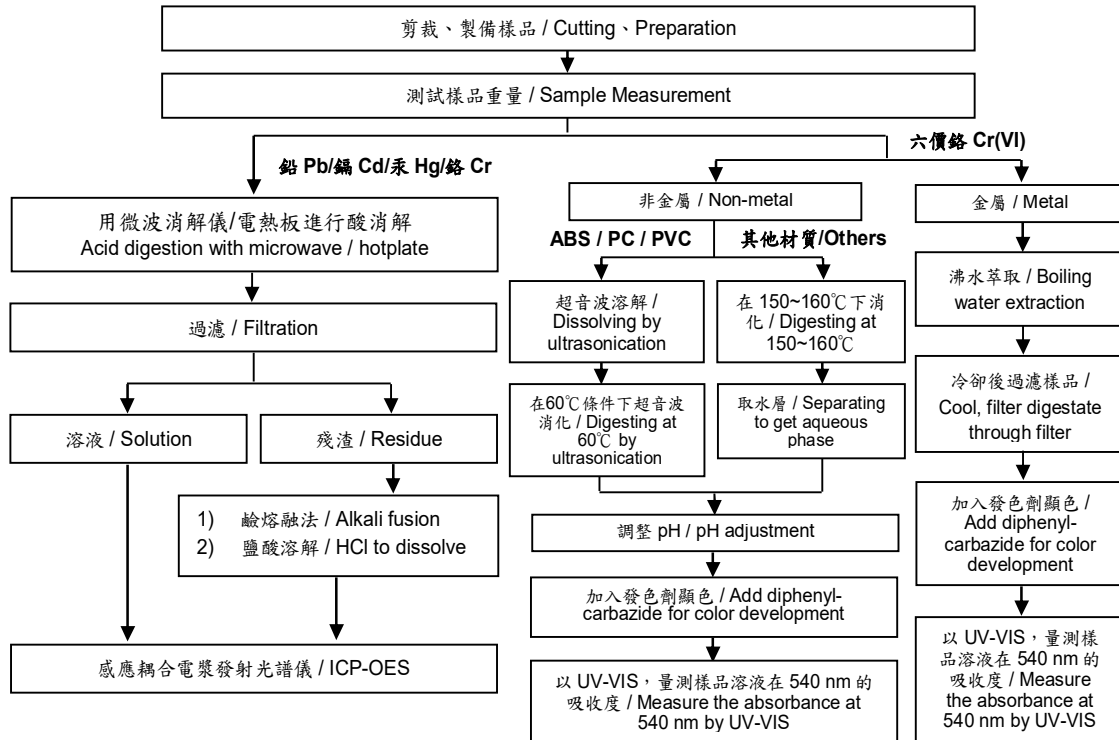 剪裁、製備樣品 / Cutting、Preparation
測試樣品重量 / Sample Measurement
鉛 Pb/鎘 Cd/汞 Hg/鉻 Cr
用微波消解儀/電熱板進行酸消解
Acid digestion with microwave / hotplate
過濾 / Filtration
溶液 / Solution
殘渣 / Residue
1) 鹼熔融法 / Alkali fusion
2) 鹽酸溶解 / HCl to dissolve
感應耦合電漿發射光譜儀 / ICP-OES
六價鉻 Cr(VI)
非金屬 / Non-metal
ABS / PC / PVC
超音波溶解 /
Dissolving by
ultrasonication
在60℃條件下超音波
消化 / Digesting at
60℃ by
ultrasonication
其他材質/Others
在 150~160℃下消
化 / Digesting at
150~160℃
取水層 / Separating
to get aqueous
phase
調整 pH / pH adjustment
加入發色劑顯色 / Add diphenyl-
carbazide for color development
以 UV-VIS，量測樣品溶液在 540 nm 的
吸收度 / Measure the absorbance at
540 nm by UV-VIS
金屬 / Metal
沸水萃取 / Boiling
water extraction
冷卻後過濾樣品 /
Cool, filter digestate
through filter
加入發色劑顯色 /
Add diphenyl-
carbazide for color
development
以 UV-VIS，量測樣
品溶液在 540 nm 的
吸收度 / Measure
the absorbance at
540 nm by UV-VIS